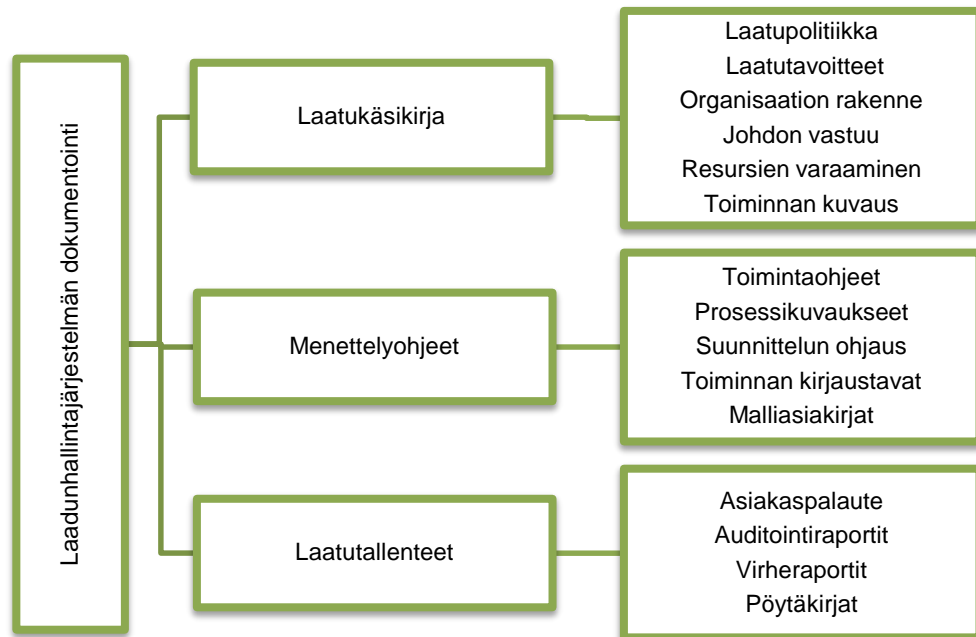 Laadunhallintajärjestelmän dokumentointi
Laatukäsikirja
Laatupolitiikka
Laatutavoitteet
Organisaation rakenne
Johdon vastuu
Resursien varaaminen
Toiminnan kuvaus
Menettelyohjeet
Toimintaohjeet
Prosessikuvaukseet
Suunnittelun ohjaus
Toiminnan kirjaustavat
Malliasiakirjat
Laatutallenteet
Asiakaspalaute
Auditointiraportit
Virheraportit
Pöytäkirjat